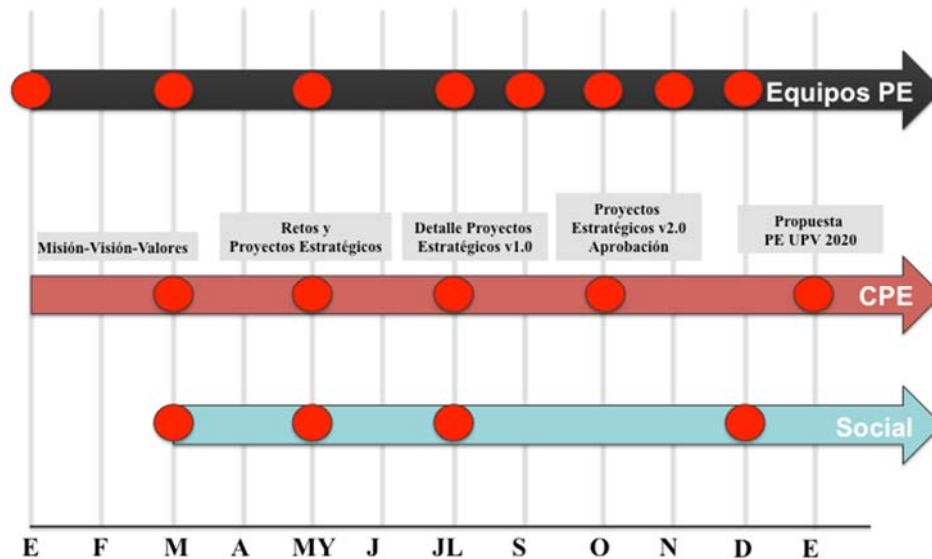 Equipos PE
Misión-Visión-Valores
Retos y
Proyectos Estratégicos
Detalle Proyectos
Estratégicos v1.0
Proyectos
Estratégicos v2.0
Aprobación
Propuesta
PE UPV 2020
CPE
Social
E F M A MY J JL S O N D E